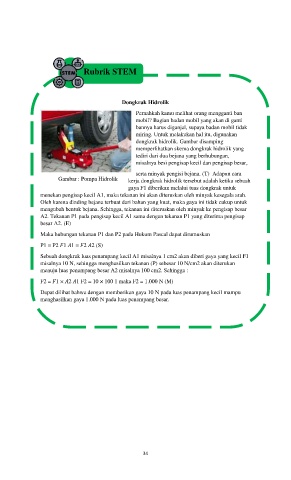 STEM
Rubrik STEM
Dongkrak Hidrolik
Pernahkah kamu melihat orang mengganti ban
mobil? Bagian badan mobil yang akan di ganti
bannya harus diganjal, supaya badan mobil tidak
miring. Untuk melakukan hal itu, digunakan
dongkrak hidrolik. Gambar disamping
memperlihatkan skema dongkrak hidrolik yang
tediri dari dua bejana yang berhubungan,
misalnya besi pengisap kecil dan pengisap besar,
serta minyak pengisi bejana. (T) Adapun cara
Gambar : Pompa Hidrolik
kerja dongkrak hidrolik tersebut adalah ketika sebuah
gaya F1 diberikan melalui tuas dongkrak untuk
menekan pengisap kecil A1, maka tekanan ini akan diteruskan oleh minyak kesegala arah.
Oleh karena dinding bejana terbuat dari bahan yang kuat, maka gaya ini tidak cukup untuk
mengubah bentuk bejana. Sehingga, tekanan ini diteruskan oleh minyak ke pengisap besar
A2. Tekanan P1 pada pengisap kecil A1 sama dengan tekanan P1 yang diterima pengisap
besar A2. (E)
Maka hubungan tekanan P1 dan P2 pada Hukum Pascal dapat dirumuskan
P1 = P2 F1 A1 = F2 A2 (S)
Sebuah dongkrak luas penampang kecil A1 misalnya 1 cm2 akan diberi gaya yang kecil F1
misalnya 10 N, sehingga menghasilkan tekanan (P) sebesar 10 N/cm2 akan diterukan
menuju luas penampang besar A2 misalnya 100 cm2. Sehingga :
F2 = F1 × A2 A1 F2 = 10 × 100 1 maka F2 = 1.000 N (M)
Dapat dilihat bahwa dengan memberikan gaya 10 N pada luas penampang kecil mampu
menghasilkan gaya 1.000 N pada luas penampang besar.